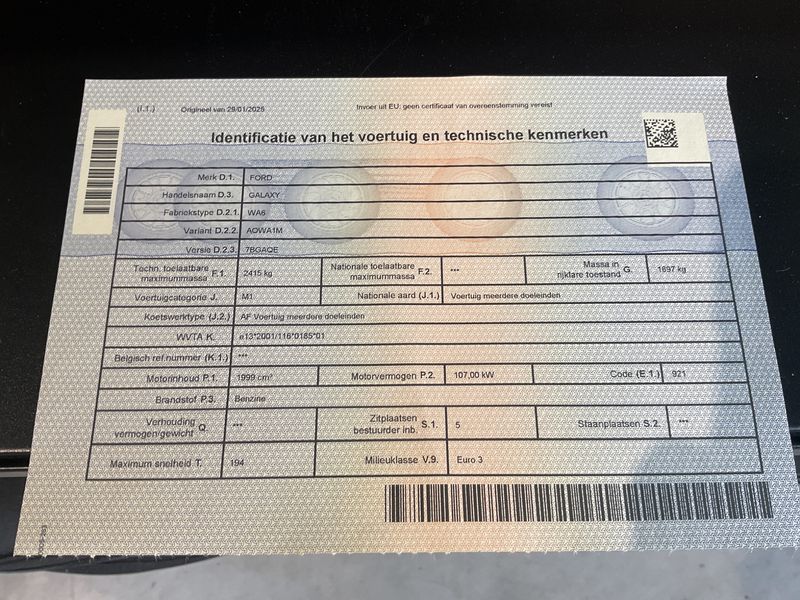 (I.1.) Origineel van 29/01/2025 Invoer uit EU: geen certificaat van overeenstemming vereist
Identificatie van het voertuig en technische kenmerken
Merk D.1. FORD
Handelsnaam D.3. GALAXY
Fabriekstype D.2.1. WA6
Variant D.2.2. AOWA1M
Versie D.2.3. 7BGAQE
Techn. toelaatbare maximummassa F.1. 2415 kg Nationale toelaatbare maximummassa F.2. *** Massa in rijklare toestand G. 1697 kg
Voertuigcategorie J. M1 Nationale aard (J.1.) Voertuig meerdere doeleinden
Koetswerktype (J.2.) AF Voertuig meerdere doeleinden
WVTA K. e13*2001/116*0185*01
Belgisch ref.nummer (K.1.) ***
Motorinhoud P.1. 1999 cm³ Motorvermogen P.2. 107,00 kW Code (E.1.) 921
Brandstof P.3. Benzine
Verhouding vermogen/gewicht Q. *** Zitplaatsen bestuurder inb. S.1. 5 Staanplaatsen S.2. ***
Maximum snelheid T. 194 Milieuklasse V.9. Euro 3